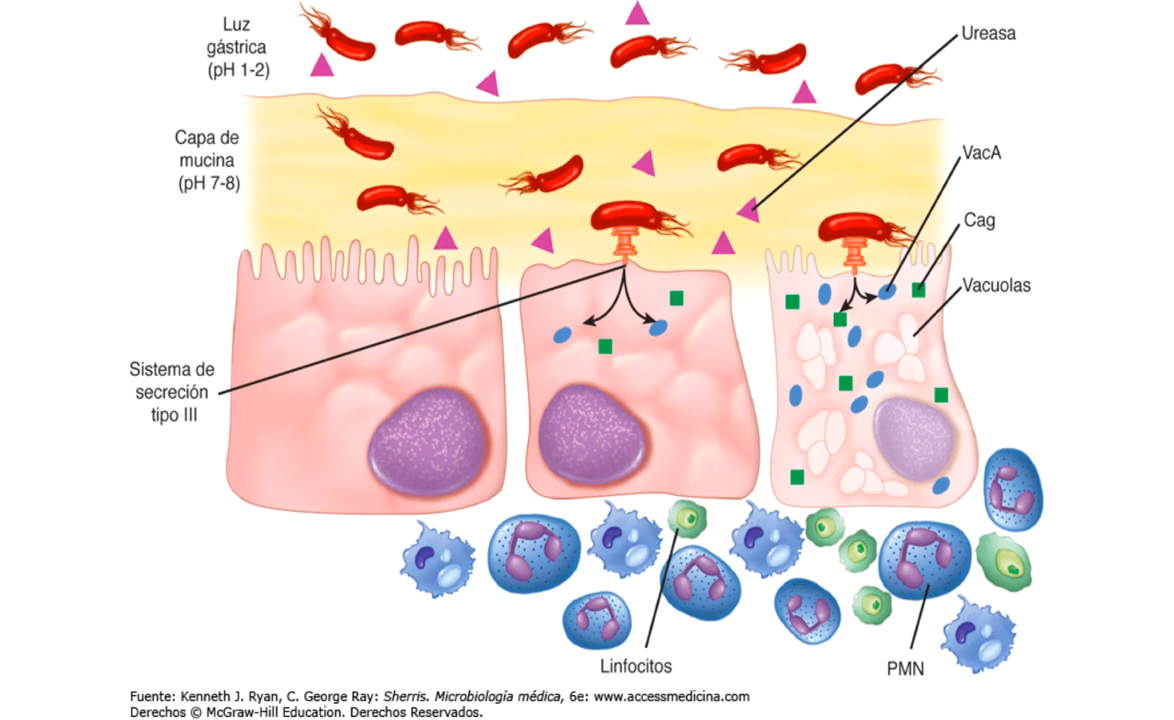 Luz
gástrica
(pH 1-2)
Ureasa
Capa de
mucina
(pH 7-8)
VacA
Cag
Vacuolas
Sistema de
secreción
tipo III
Linfocitos
PMN
Fuente: Kenneth J. Ryan, C. George Ray: Sherris. Microbiología médica, 6e: www.accessmedicina.com
Derechos © McGraw-Hill Education. Derechos Reservados.